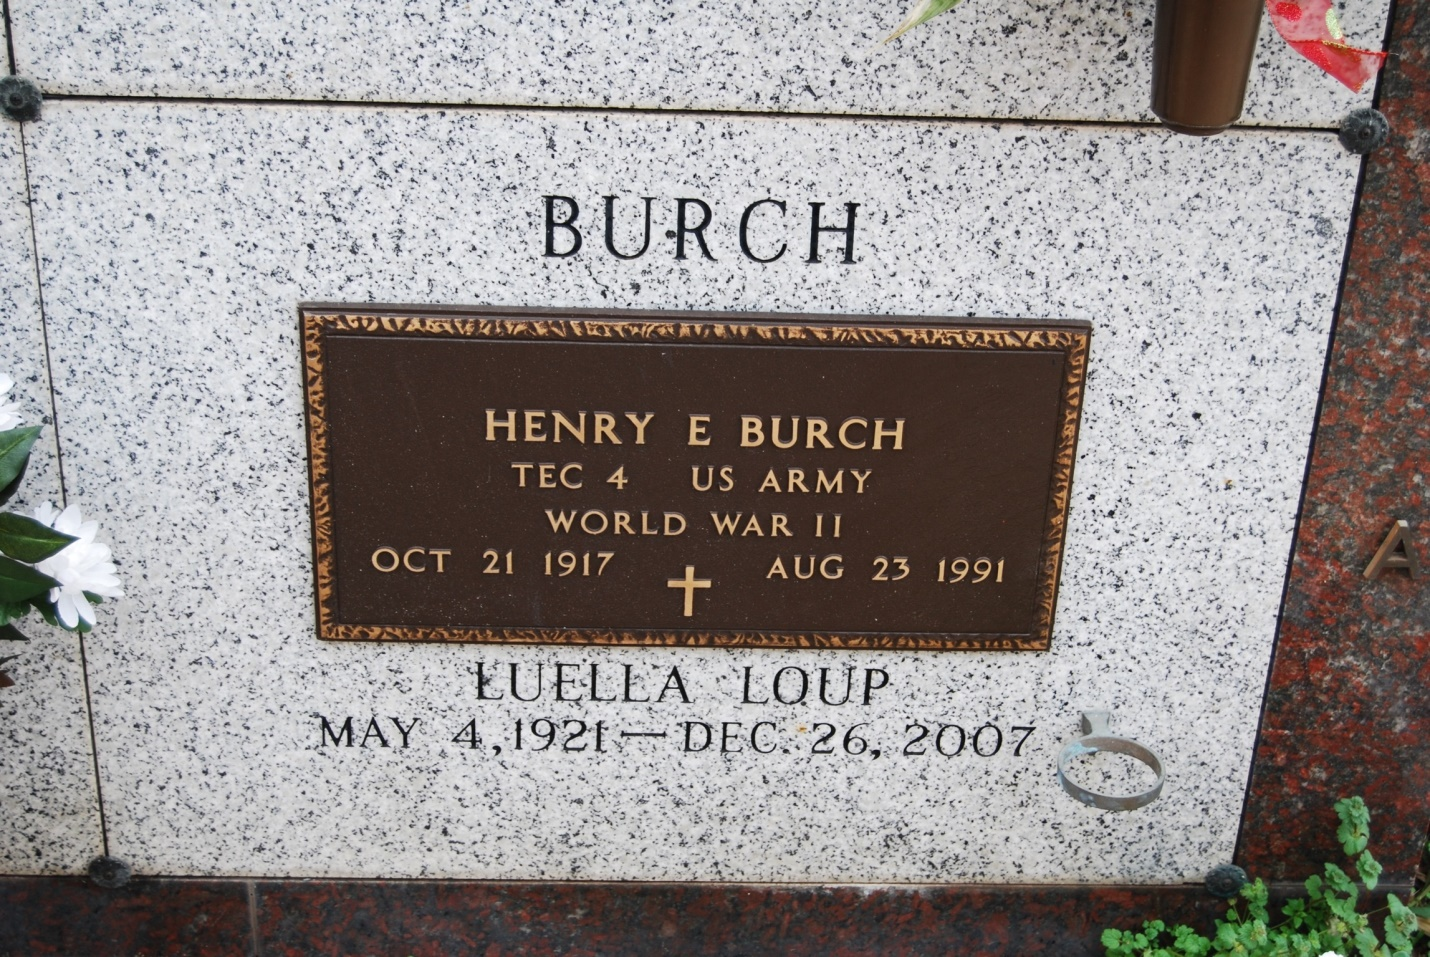 BURCH
HENRY E BURCH
TEC 4 US ARMY
WORLD WAR II
OCT 21 1917 AUG 23 1991
LUELLA LOUP
MAY 4, 1921 — DEC. 26, 2007
A